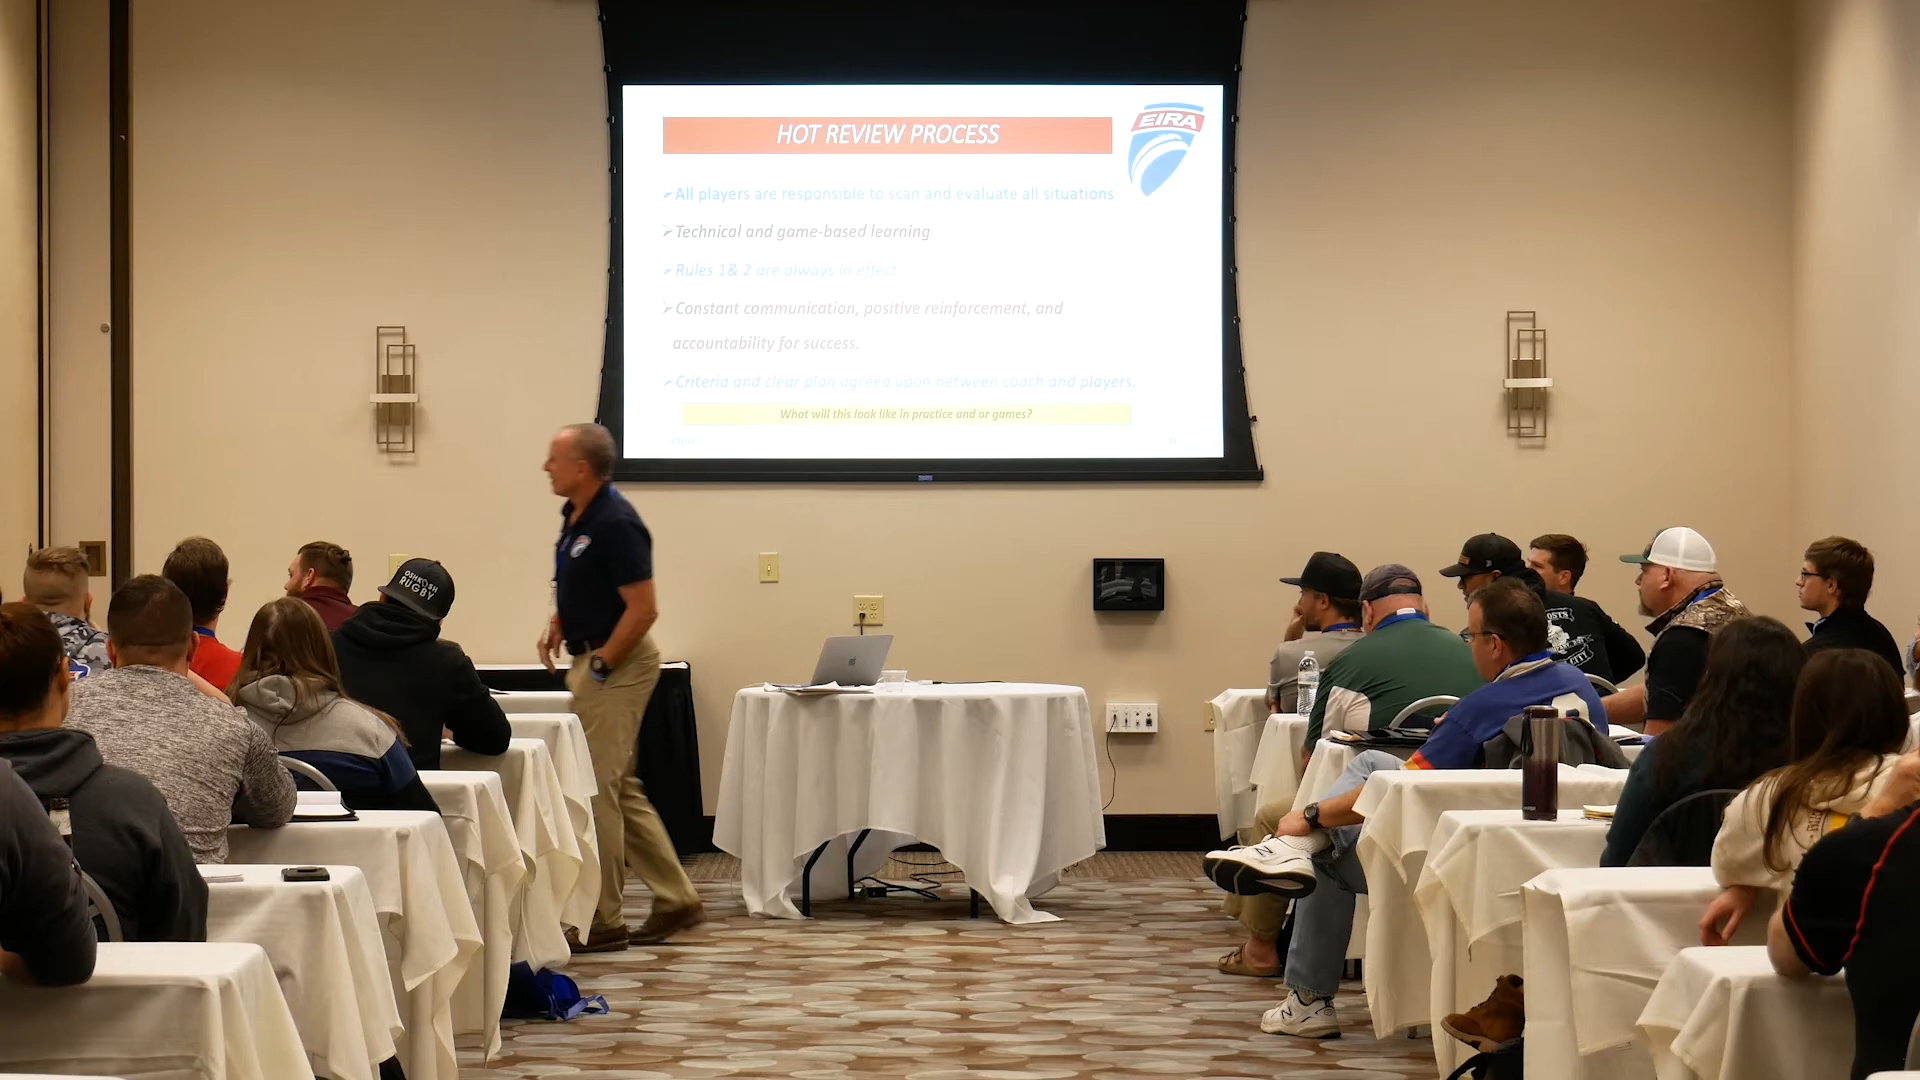 HOT REVIEW PROCESS
EIRA
➢All players are responsible to scan and evaluate all situations
➢Technical and game-based learning
➢Rules 1& 2 are always in effect
➢Constant communication, positive reinforcement, and
accountability for success.
➢Criteria and clear plan agreed upon between coach and players.
What will this look like in practice and or games?
OSHKOSH
RUGBY
CITY